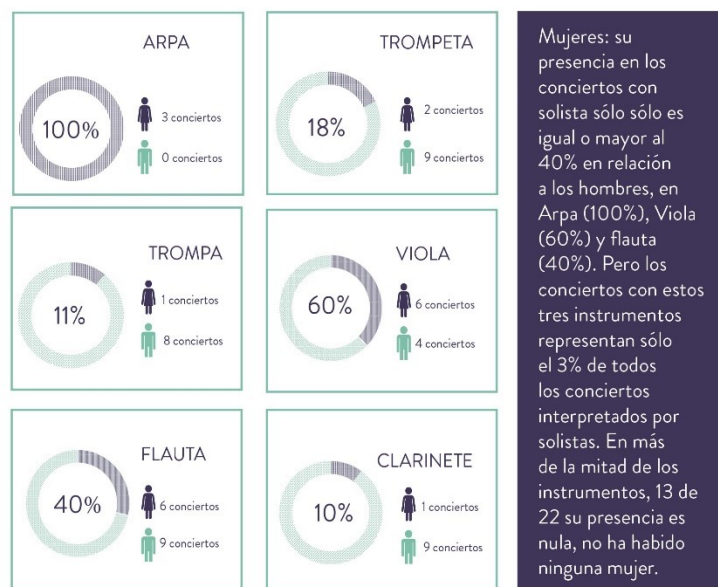 ARPA
100%
3 conciertos
0 conciertos
TROMPETA
18%
2 conciertos
9 conciertos
TROMPA
11%
1 conciertos
8 conciertos
VIOLA
60%
6 conciertos
4 conciertos
FLAUTA
40%
6 conciertos
9 conciertos
CLARINETE
10%
1 conciertos
9 conciertos
Mujeres: su
presencia en los
conciertos con
solista sólo sólo es
igual o mayor al
40% en relación
a los hombres, en
Arpa (100%), Viola
(60%) y flauta
(40%). Pero los
conciertos con estos
tres instrumentos
representan sólo
el 3% de todos
los conciertos
interpretados por
solistas. En más
de la mitad de los
instrumentos, 13 de
22 su presencia es
nula, no ha habido
ninguna mujer.